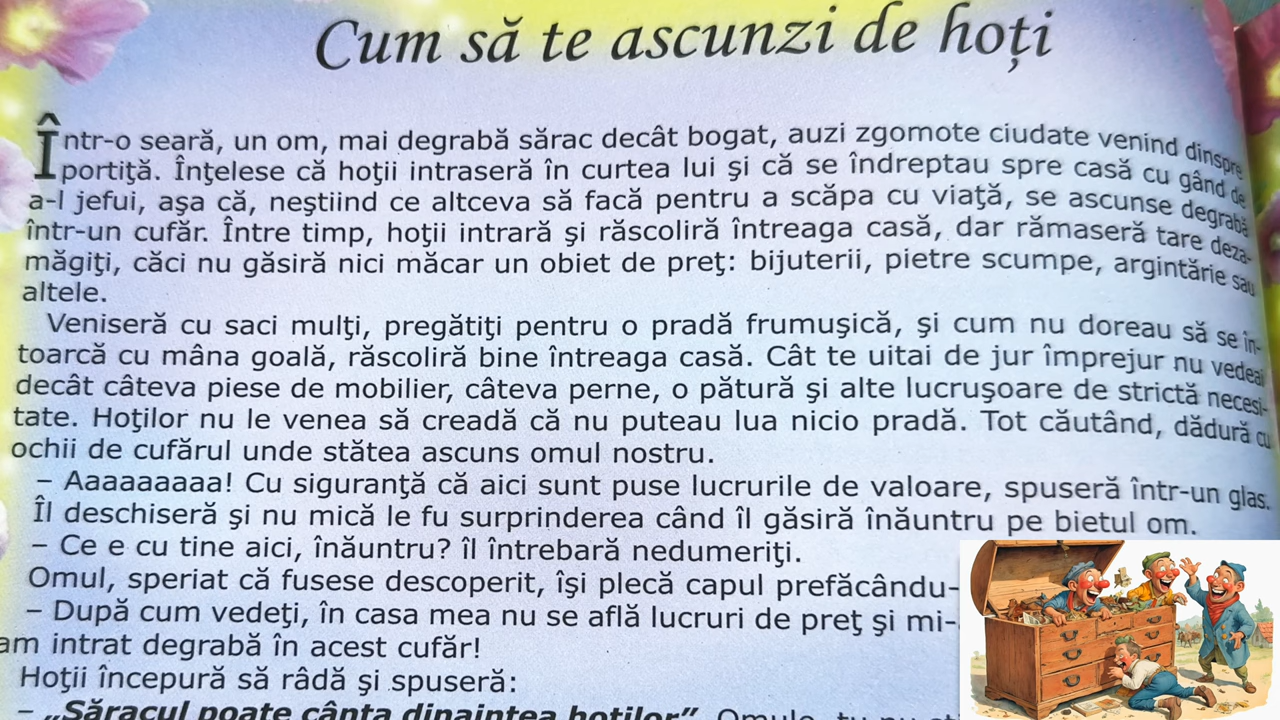 Cum să te ascunzi de hoți
Într-o seară, un om, mai degrabă sărac decât bogat, auzi zgomote ciudate venind dinspre
portiţă. Înţelese că hoţii intraseră în curtea lui şi că se îndreptau spre casă cu gând de
a-l jefui, aşa că, neştiind ce altceva să facă pentru a scăpa cu viaţă, se ascunse degrabă
într-un cufăr. Între timp, hoţii intrară şi răscoliră întreaga casă, dar rămaseră tare deza-
măgiţi, căci nu găsiră nici măcar un obiet de preţ: bijuterii, pietre scumpe, argintărie sau
altele.
Veniseră cu saci mulţi, pregătiţi pentru o pradă frumuşică, şi cum nu doreau să se în-
toarcă cu mâna goală, răscoliră bine întreaga casă. Cât te uitai de jur împrejur nu vedeai
decât câteva piese de mobilier, câteva perne, o pătură şi alte lucruşoare de strictă necesi-
tate. Hoţilor nu le venea să creadă că nu puteau lua nicio pradă. Tot căutând, dădură cu
ochii de cufărul unde stătea ascuns omul nostru.
– Aaaaaaaaa! Cu siguranţă că aici sunt puse lucrurile de valoare, spuseră într-un glas.
Îl deschiseră şi nu mică le fu surprinderea când îl găsiră înăuntru pe bietul om.
– Ce e cu tine aici, înăuntru? îl întrebară nedumeriţi.
Omul, speriat că fusese descoperit, îşi plecă capul prefăcându-
– După cum vedeţi, în casa mea nu se află lucruri de preţ şi mi-
am intrat degrabă în acest cufăr!
Hoţii începură să râdă şi spuseră:
– „Săracul poate cânta dinaintea hoţilor”. Omule, tu nu